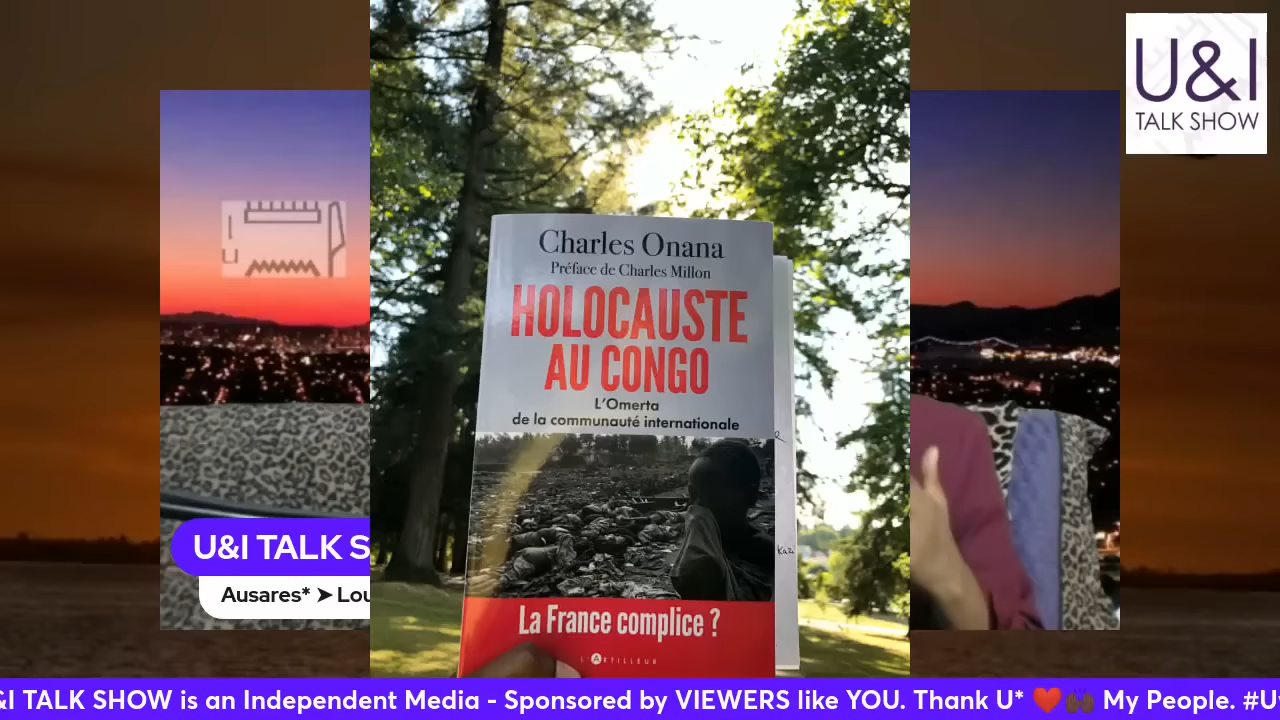 U&I
TALK SHOW
Charles Onana
Préface de Charles Millon
HOLOCAUSTE
AU CONGO
L'Omerta
de la communauté internationale
La France complice ?
L'ARTILLEUR
U&I TALK S
Ausares* ➤ Lou
&I TALK SHOW is an Independent Media - Sponsored by VIEWERS like YOU. Thank U* ❤️🙌🏿 My People. #U